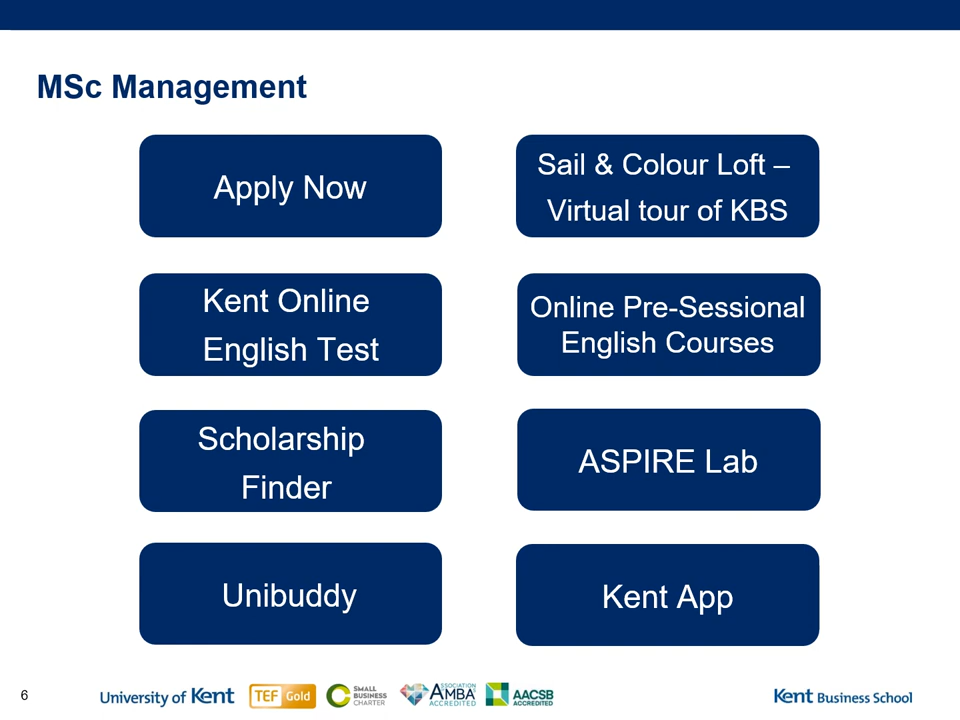 MSc Management
Apply Now
Sail & Colour Loft –
Virtual tour of KBS
Kent Online
English Test
Online Pre-Sessional
English Courses
Scholarship
Finder
ASPIRE Lab
Unibuddy
Kent App
6
University of Kent
TEF Gold
SMALL
BUSINESS
CHARTER
ASSOCIATION
AMBA
ACCREDITED
AACSB
ACCREDITED
Kent Business School